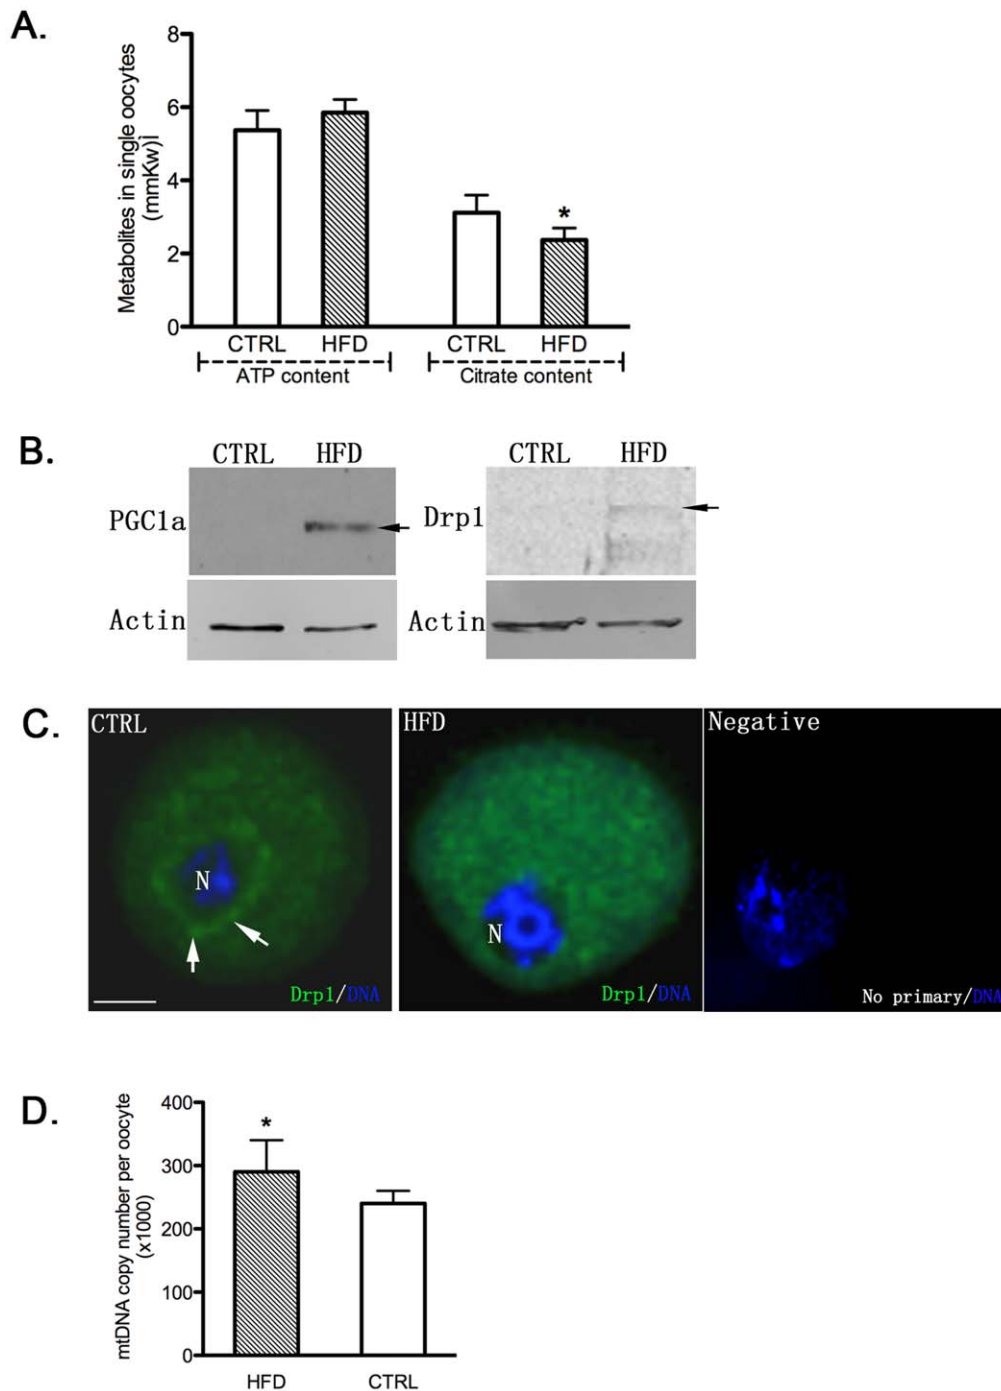 A.
8
6
4
2
0
Metabolites in single oocytes
(mmKw)Ì
*
CTRL HFD CTRL HFD
ATP content Citrate content
B.
CTRL HFD CTRL HFD
PGC1a Drp1
Actin Actin
C.
CTRL HFD Negative
N N
Drp1/DNA Drp1/DNA No primary/DNA
D.
mtDNA copy number per oocyte
(x1000)
400
300
200
100
0
*
HFD CTRL